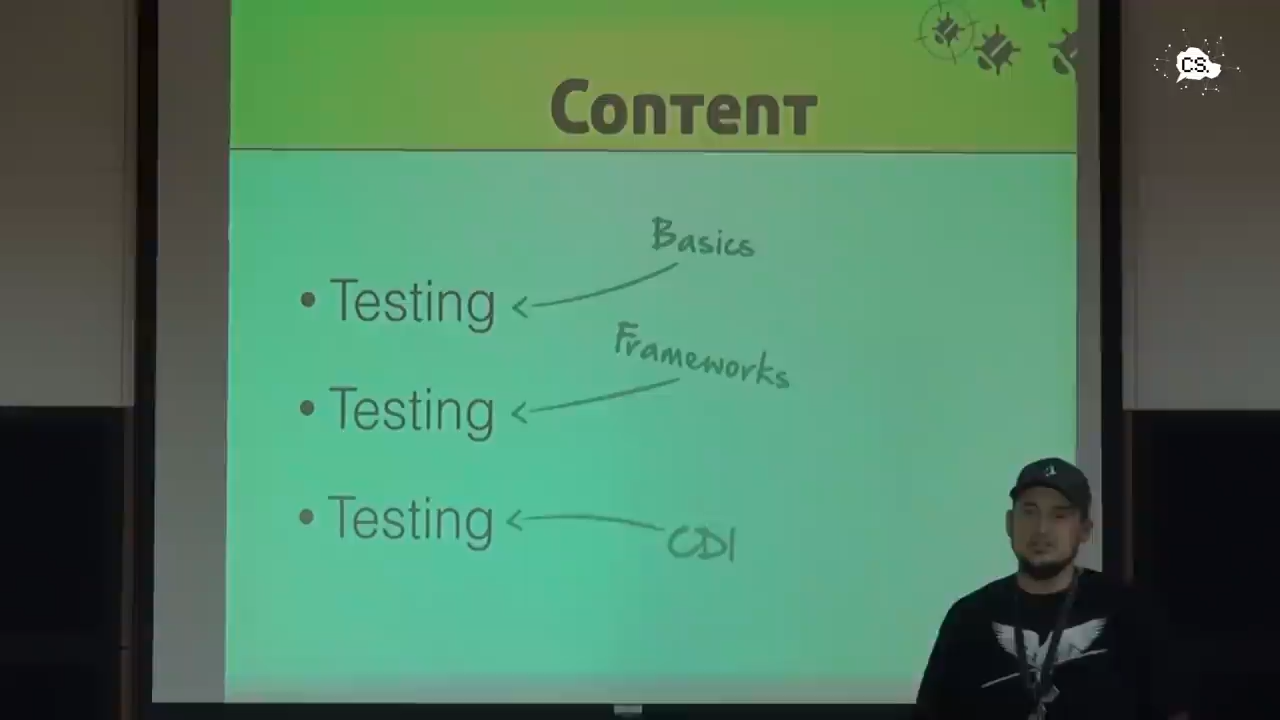 CS.
Content
Basics
• Testing
Frameworks
• Testing
• Testing
CDI